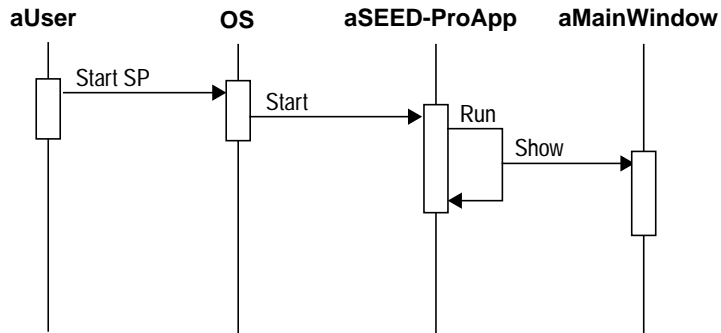 aUser OS aSEED-ProApp aMainWindow
Start SP
Start
Run
Show